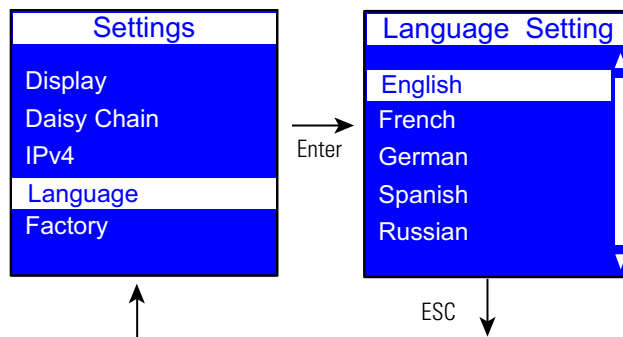 Settings
Display
Daisy Chain
IPv4
Language
Factory
Enter
Language Setting
English
French
German
Spanish
Russian
ESC